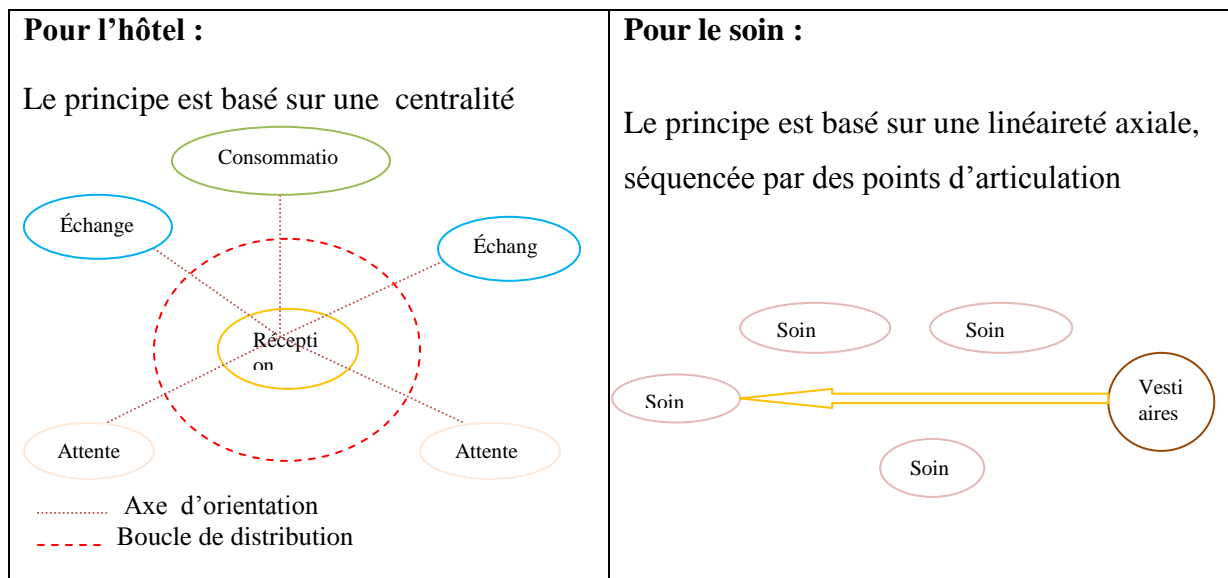 Pour l’hôtel :
Le principe est basé sur une centralité
Consommatio
Échange
Échang
Récepti
on
Attente
Attente
Axe d’orientation
Boucle de distribution
Pour le soin :
Le principe est basé sur une linéaireté axiale,
séquencée par des points d’articulation
Soin
Soin
Soin
Vesti
aires
Soin